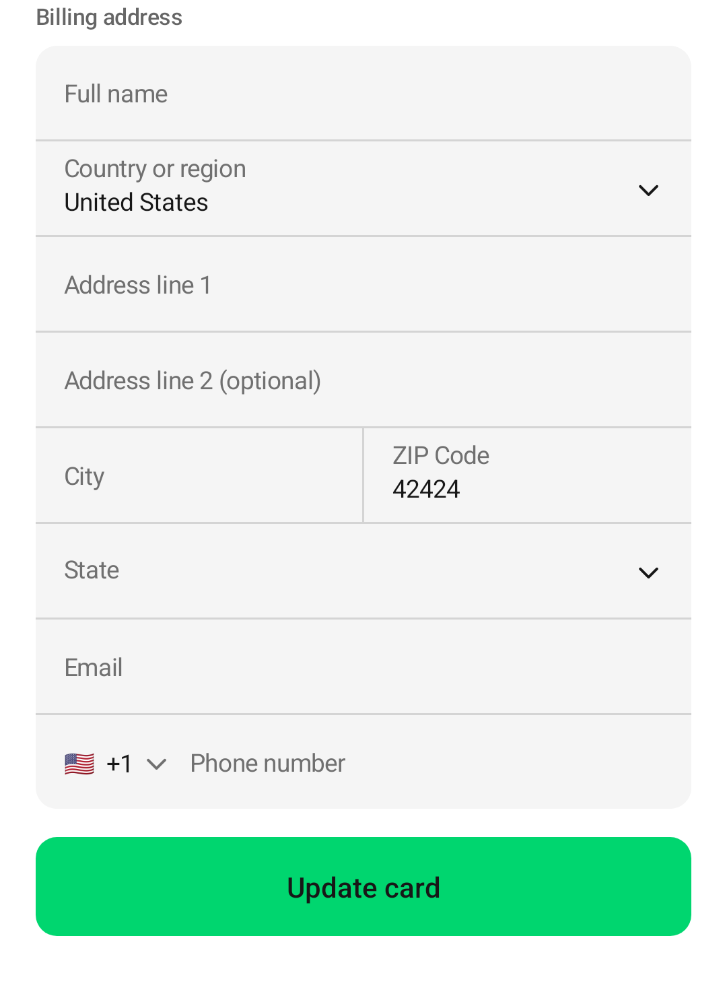 Billing address
Full name
Country or region
United States
Address line 1
Address line 2 (optional)
City
ZIP Code
42424
State
Email
+1 Phone number
Update card